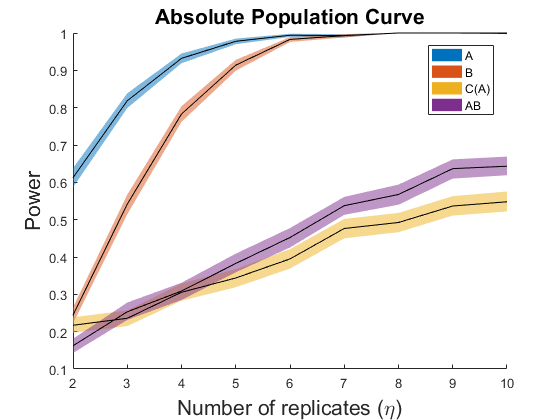 Absolute Population Curve
Power
1
0.9
0.8
0.7
0.6
0.5
0.4
0.3
0.2
0.1
A
B
C(A)
AB
2 3 4 5 6 7 8 9 10
Number of replicates (η)